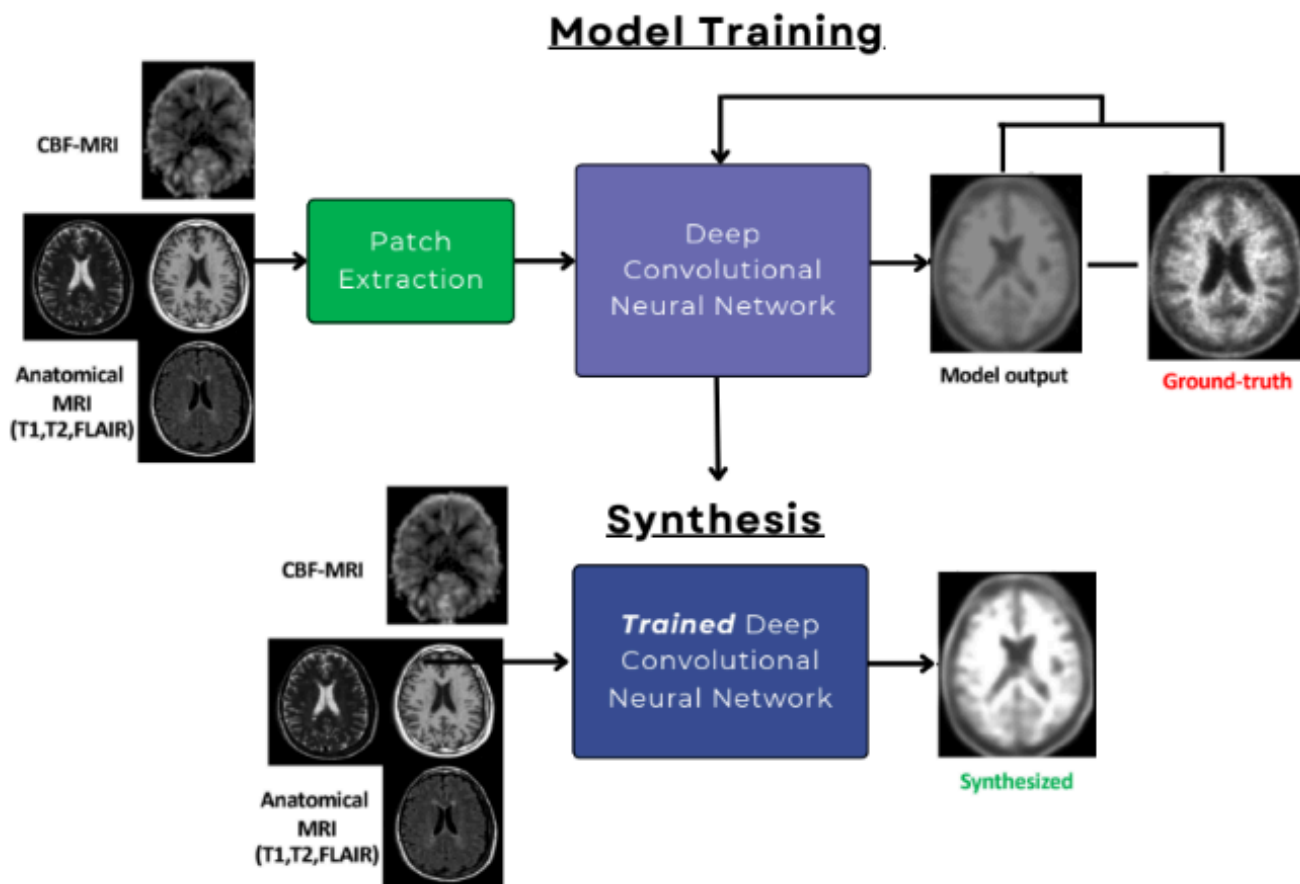 Model Training
CBF-MRI
Patch
Extraction
Deep
Convolutional
Neural Network
Anatomical
MRI
(T1,T2,FLAIR)
Model output
Ground-truth
Synthesis
CBF-MRI
Trained Deep
Convolutional
Neural Network
Anatomical
MRI
(T1,T2,FLAIR)
Synthesized